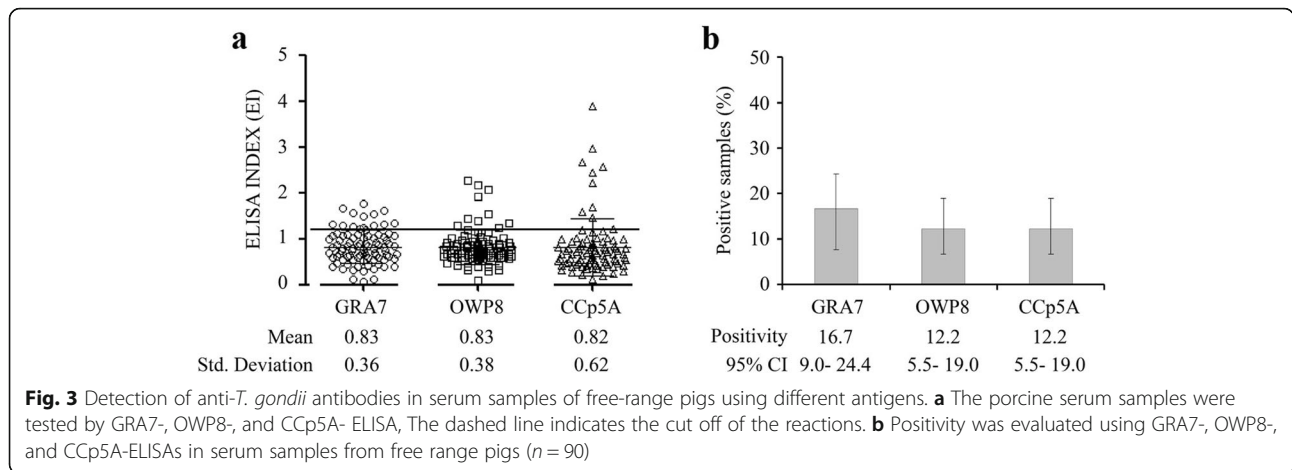 a
ELISA INDEX (EI)
5
4
3
2
1
0
GRA7 OWP8 CCp5A
Mean 0.83 0.83 0.82
Std. Deviation 0.36 0.38 0.62
b
Positive samples (%)
50
40
30
20
10
0
GRA7 OWP8 CCp5A
Positivity 16.7 12.2 12.2
95% CI 9.0- 24.4 5.5- 19.0 5.5- 19.0
Fig. 3 Detection of anti-T. gondii antibodies in serum samples of free-range pigs using different antigens. a The porcine serum samples were
tested by GRA7-, OWP8-, and CCp5A- ELISA, The dashed line indicates the cut off of the reactions. b Positivity was evaluated using GRA7-, OWP8-,
and CCp5A-ELISAs in serum samples from free range pigs (n = 90)